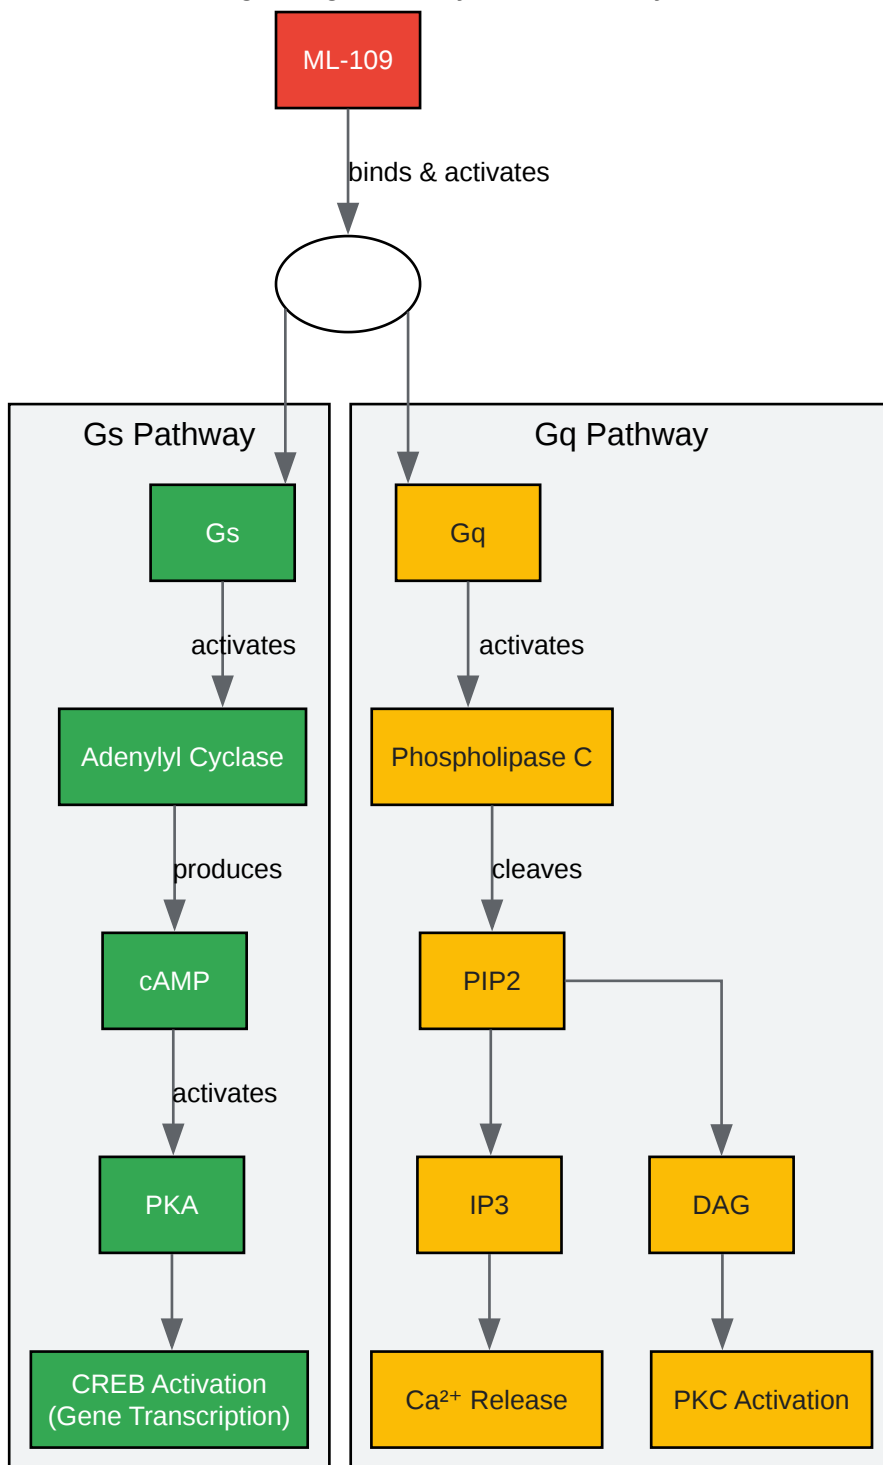 ML-109
binds & activates
Gs Pathway
Gq Pathway
Gs
Gq
activates
activates
Adenylyl Cyclase
Phospholipase C
produces
cleaves
cAMP
PIP2
activates
PKA
IP3
DAG
CREB Activation
(Gene Transcription)
Ca²⁺ Release
PKC Activation